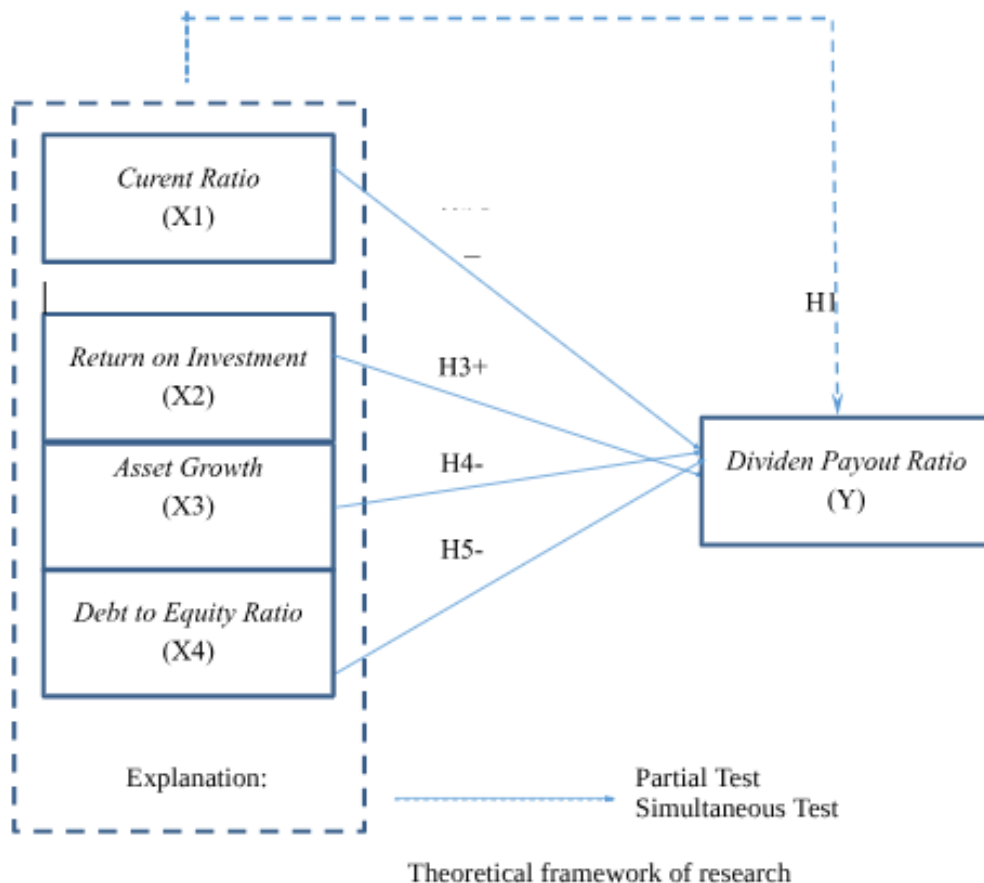 Curent Ratio
(X1)
H1
Return on Investment
(X2)
H3+
Asset Growth
(X3)
H4-
Dividen Payout Ratio
(Y)
H5-
Debt to Equity Ratio
(X4)
Explanation:
Partial Test
Simultaneous Test
Theoretical framework of research